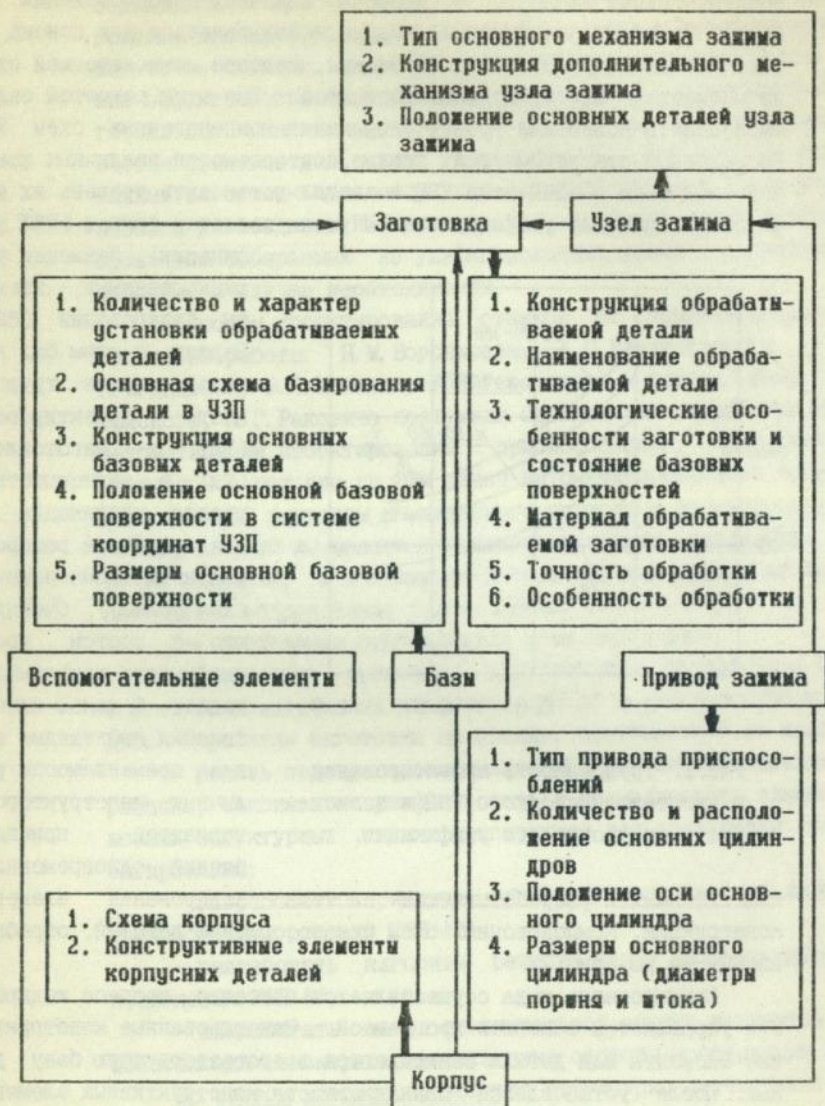 1. Тип основного механизма зажима
2. Конструкция дополнительного ме-
ханизма узла зажима
3. Положение основных деталей узла
зажима
Заготовка
Узел зажима
1. Количество и характер
установки обрабатываемых
деталей
2. Основная схема базирования
детали в УЗП
3. Конструкция основных
базовых деталей
4. Положение основной базовой
поверхности в системе
координат УЗП
5. Размеры основной базовой
поверхности
1. Конструкция обрабаты-
ваемой детали
2. Наименование обраба-
тываемой детали
3. Технологические осо-
бенности заготовки и
состояние базовых
поверхностей
4. Материал обрабатыва-
емой заготовки
5. Точность обработки
6. Особенность обработки
Вспомогательные элементы
Базы
Привод зажима
1. Тип привода приспосо-
блений
2. Количество и располо-
жение основных цилин-
дров
3. Положение оси основ-
ного цилиндра
4. Размеры основного
цилиндра (диаметры
поршня и штока)
1. Схема корпуса
2. Конструктивные элементы
корпусных деталей
Корпус